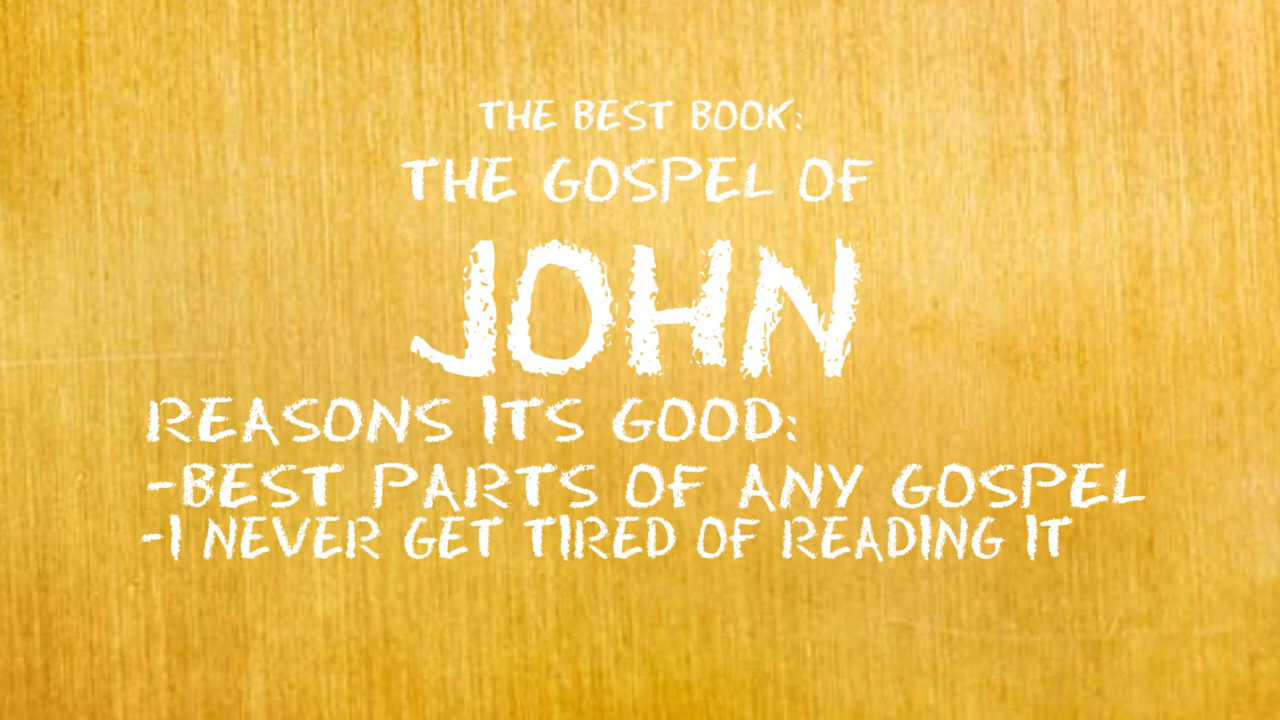 THE BEST BOOK:
THE GOSPEL OF
JOHN
REASONS ITS GOOD:
-BEST PARTS OF ANY GOSPEL
-I NEVER GET TIRED OF READING IT